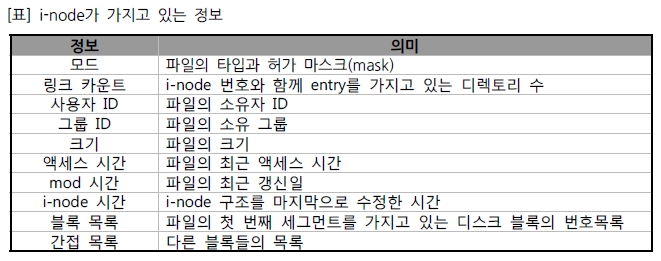 [표] i-node가 가지고 있는 정보
정보 의미
모드 파일의 타입과 허가 마스크(mask)
링크 카운트 i-node 번호와 함께 entry를 가지고 있는 디렉토리 수
사용자 ID 파일의 소유자 ID
그룹 ID 파일의 소유 그룹
크기 파일의 크기
액세스 시간 파일의 최근 액세스 시간
mod 시간 파일의 최근 갱신일
i-node 시간 i-node 구조를 마지막으로 수정한 시간
블록 목록 파일의 첫 번째 세그먼트를 가지고 있는 디스크 블록의 번호목록
간접 목록 다른 블록들의 목록